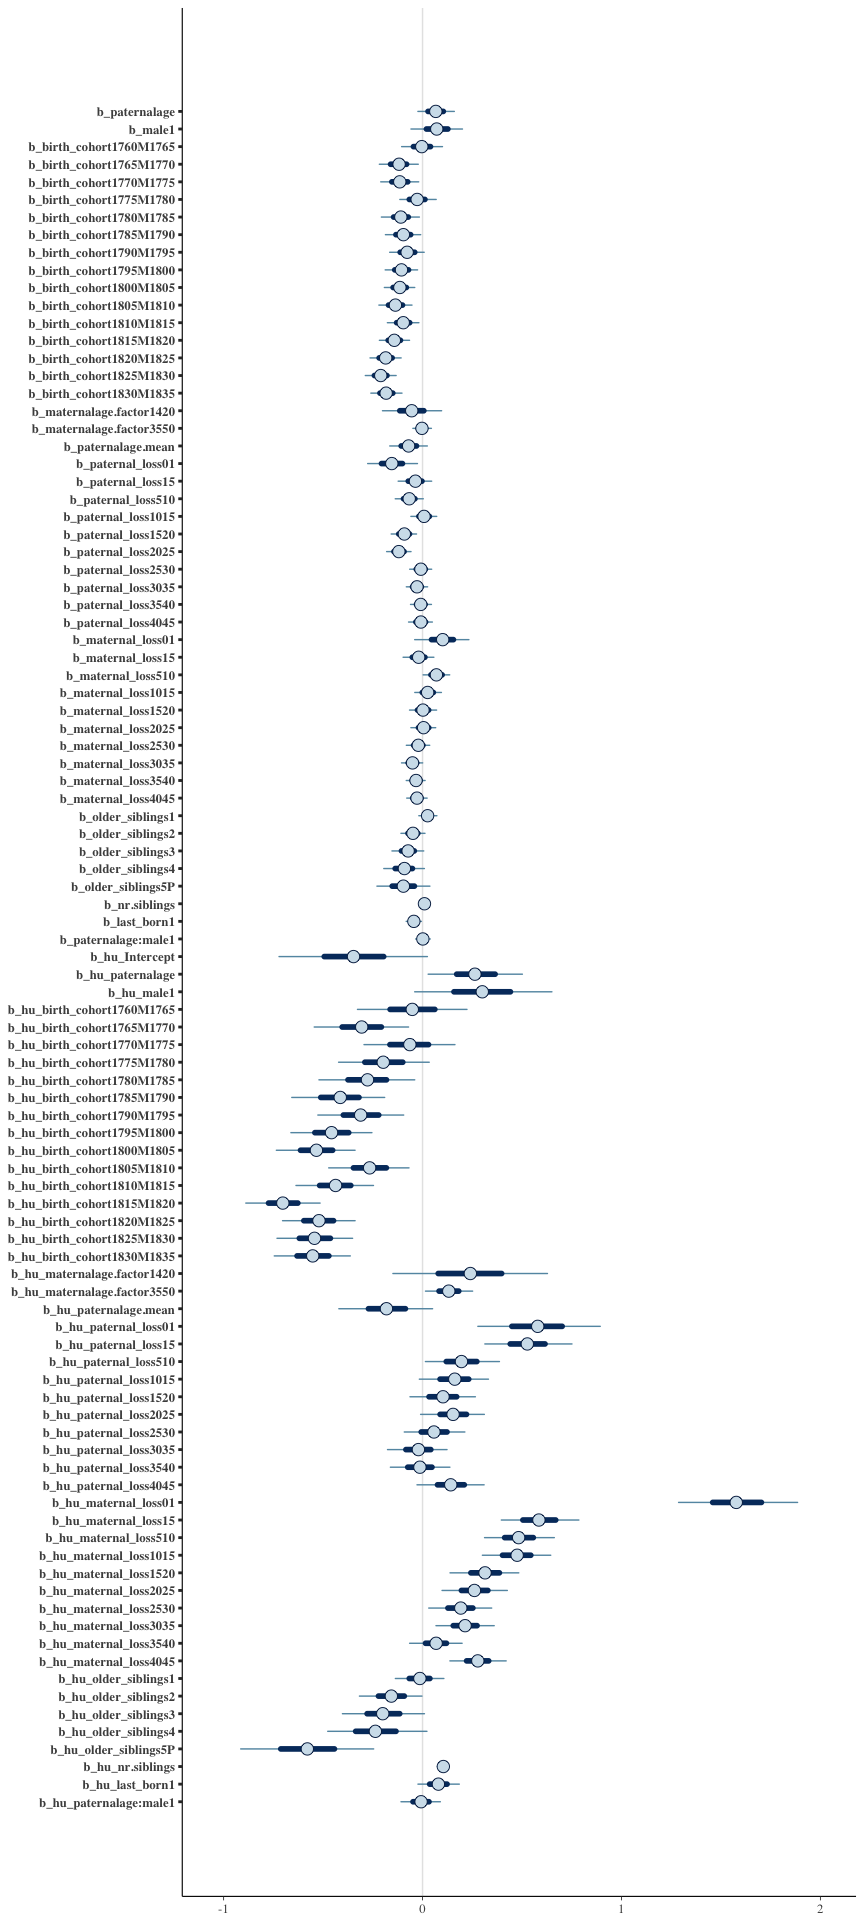 b_paternalage
b_male1
b_birth_cohort1760M1765
b_birth_cohort1765M1770
b_birth_cohort1770M1775
b_birth_cohort1775M1780
b_birth_cohort1780M1785
b_birth_cohort1785M1790
b_birth_cohort1790M1795
b_birth_cohort1795M1800
b_birth_cohort1800M1805
b_birth_cohort1805M1810
b_birth_cohort1810M1815
b_birth_cohort1815M1820
b_birth_cohort1820M1825
b_birth_cohort1825M1830
b_birth_cohort1830M1835
b_maternalage.factor1420
b_maternalage.factor3550
b_paternalage.mean
b_paternal_loss01
b_paternal_loss15
b_paternal_loss510
b_paternal_loss1015
b_paternal_loss1520
b_paternal_loss2025
b_paternal_loss2530
b_paternal_loss3035
b_paternal_loss3540
b_paternal_loss4045
b_maternal_loss01
b_maternal_loss15
b_maternal_loss510
b_maternal_loss1015
b_maternal_loss1520
b_maternal_loss2025
b_maternal_loss2530
b_maternal_loss3035
b_maternal_loss3540
b_maternal_loss4045
b_older_siblings1
b_older_siblings2
b_older_siblings3
b_older_siblings4
b_older_siblings5P
b_nr.siblings
b_last_born1
b_paternalage:male1
b_hu_Intercept
b_hu_paternalage
b_hu_male1
b_hu_birth_cohort1760M1765
b_hu_birth_cohort1765M1770
b_hu_birth_cohort1770M1775
b_hu_birth_cohort1775M1780
b_hu_birth_cohort1780M1785
b_hu_birth_cohort1785M1790
b_hu_birth_cohort1790M1795
b_hu_birth_cohort1795M1800
b_hu_birth_cohort1800M1805
b_hu_birth_cohort1805M1810
b_hu_birth_cohort1810M1815
b_hu_birth_cohort1815M1820
b_hu_birth_cohort1820M1825
b_hu_birth_cohort1825M1830
b_hu_birth_cohort1830M1835
b_hu_maternalage.factor1420
b_hu_maternalage.factor3550
b_hu_paternalage.mean
b_hu_paternal_loss01
b_hu_paternal_loss15
b_hu_paternal_loss510
b_hu_paternal_loss1015
b_hu_paternal_loss1520
b_hu_paternal_loss2025
b_hu_paternal_loss2530
b_hu_paternal_loss3035
b_hu_paternal_loss3540
b_hu_paternal_loss4045
b_hu_maternal_loss01
b_hu_maternal_loss15
b_hu_maternal_loss510
b_hu_maternal_loss1015
b_hu_maternal_loss1520
b_hu_maternal_loss2025
b_hu_maternal_loss2530
b_hu_maternal_loss3035
b_hu_maternal_loss3540
b_hu_maternal_loss4045
b_hu_older_siblings1
b_hu_older_siblings2
b_hu_older_siblings3
b_hu_older_siblings4
b_hu_older_siblings5P
b_hu_nr.siblings
b_hu_last_born1
b_hu_paternalage:male1
-1 0 1 2